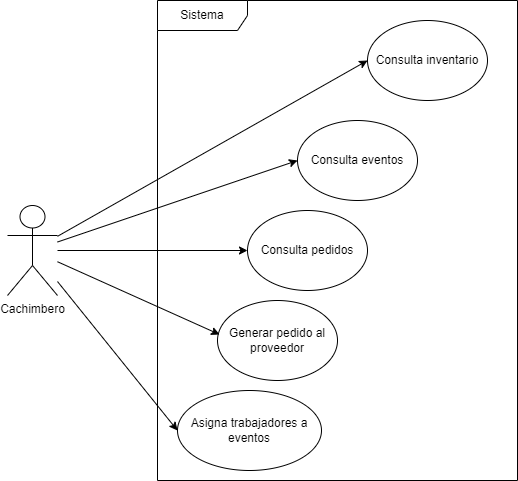 Sistema
Consulta inventario
Consulta eventos
Consulta pedidos
Cachimbero
Generar pedido al
proveedor
Asigna trabajadores a
eventos